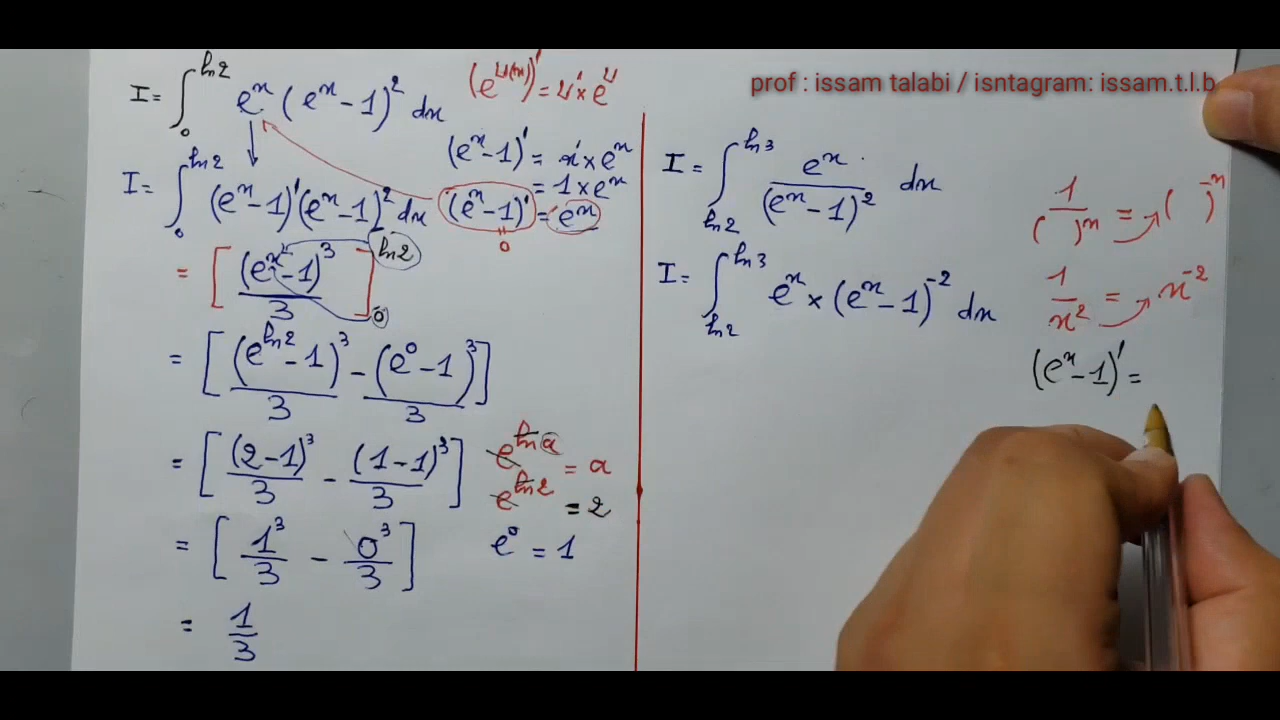 prof : issam talabi / isntagram: issam.t.l.b
I = ∫₀^ln2 eˣ (eˣ - 1)² dx
(e^u(x))' = u' × e^u
(eˣ - 1)' = x' × eˣ
= 1 × eˣ
I = ∫₀^ln2 (eˣ - 1)' (eˣ - 1)² dx
(eˣ - 1)' = eˣ
0
= [ (eˣ - 1)³ / 3 ] ln2 0
= [ (e^ln2 - 1)³ / 3 - (e⁰ - 1)³ / 3 ]
= [ (2 - 1)³ / 3 - (1 - 1)³ / 3 ]
e^ln a = a
e^ln2 = 2
= [ 1³ / 3 - 0³ / 3 ]
e⁰ = 1
= 1 / 3
I = ∫_ln2^ln3 eˣ / (eˣ - 1)² dx
1 / ( )ⁿ = ( )⁻ⁿ
I = ∫_ln2^ln3 eˣ × (eˣ - 1)⁻² dx
1 / x² = x⁻²
(eˣ - 1)' =